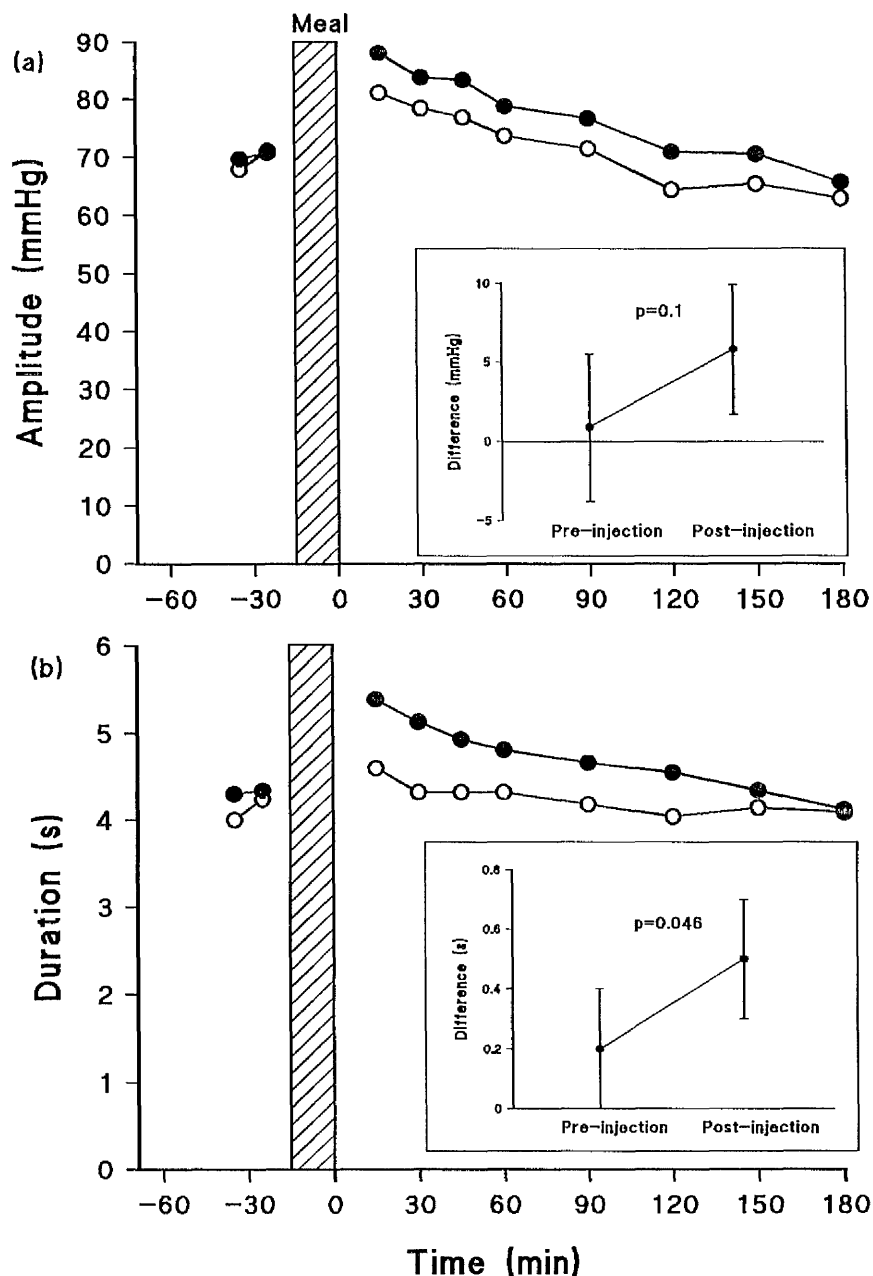 Meal
(a)
Amplitude (mmHg)
90
80
70
60
50
40
30
20
10
0
Difference (mmHg)
10
5
0
−5
p=0.1
Pre−injection Post−injection
−60 −30 0 30 60 90 120 150 180
(b)
Duration (s)
6
5
4
3
2
1
0
Difference (s)
0.8
0.6
0.4
0.2
0
p=0.046
Pre−injection Post−injection
−60 −30 0 30 60 90 120 150 180
Time (min)